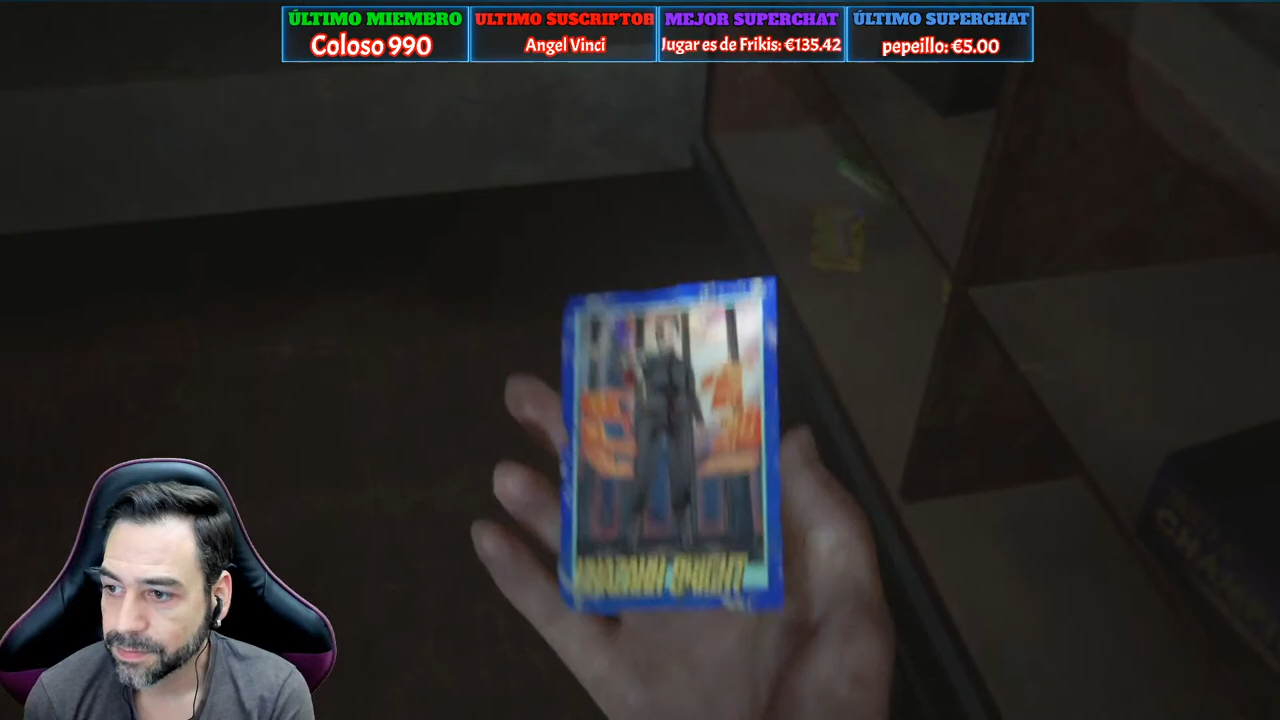 ÚLTIMO MIEMBRO
Coloso 990
ULTIMO SUSCRIPTOR
Angel Vinci
MEJOR SUPERCHAT
Jugar es de Frikis: €135.42
ÚLTIMO SUPERCHAT
pepeillo: €5.00